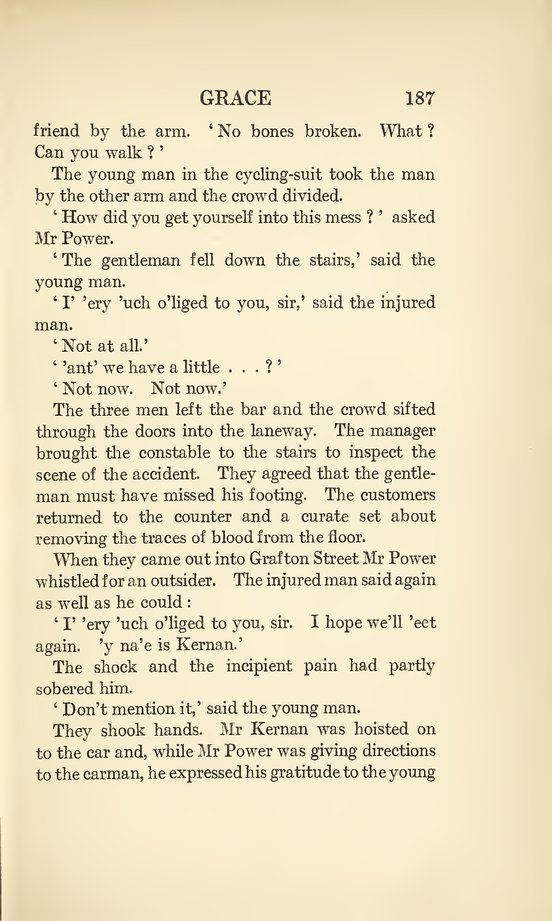 GRACE 187
friend by the arm. ‘ No bones broken. What ?
Can you walk ? ’
The young man in the cycling-suit took the man
by the other arm and the crowd divided.
‘ How did you get yourself into this mess ? ’ asked
Mr Power.
‘ The gentleman fell down the stairs,’ said the
young man.
‘ I’ ’ery ’uch o’liged to you, sir,’ said the injured
man.
‘ Not at all.’
‘ ’ant’ we have a little . . . ? ’
‘ Not now. Not now.’
The three men left the bar and the crowd sifted
through the doors into the laneway. The manager
brought the constable to the stairs to inspect the
scene of the accident. They agreed that the gentle-
man must have missed his footing. The customers
returned to the counter and a curate set about
removing the traces of blood from the floor.
When they came out into Grafton Street Mr Power
whistled for an outsider. The injured man said again
as well as he could :
‘ I’ ’ery ’uch o’liged to you, sir. I hope we’ll ’eet
again. ’y na’e is Kernan.’
The shock and the incipient pain had partly
sobered him.
‘ Don’t mention it,’ said the young man.
They shook hands. Mr Kernan was hoisted on
to the car and, while Mr Power was giving directions
to the carman, he expressed his gratitude to the young